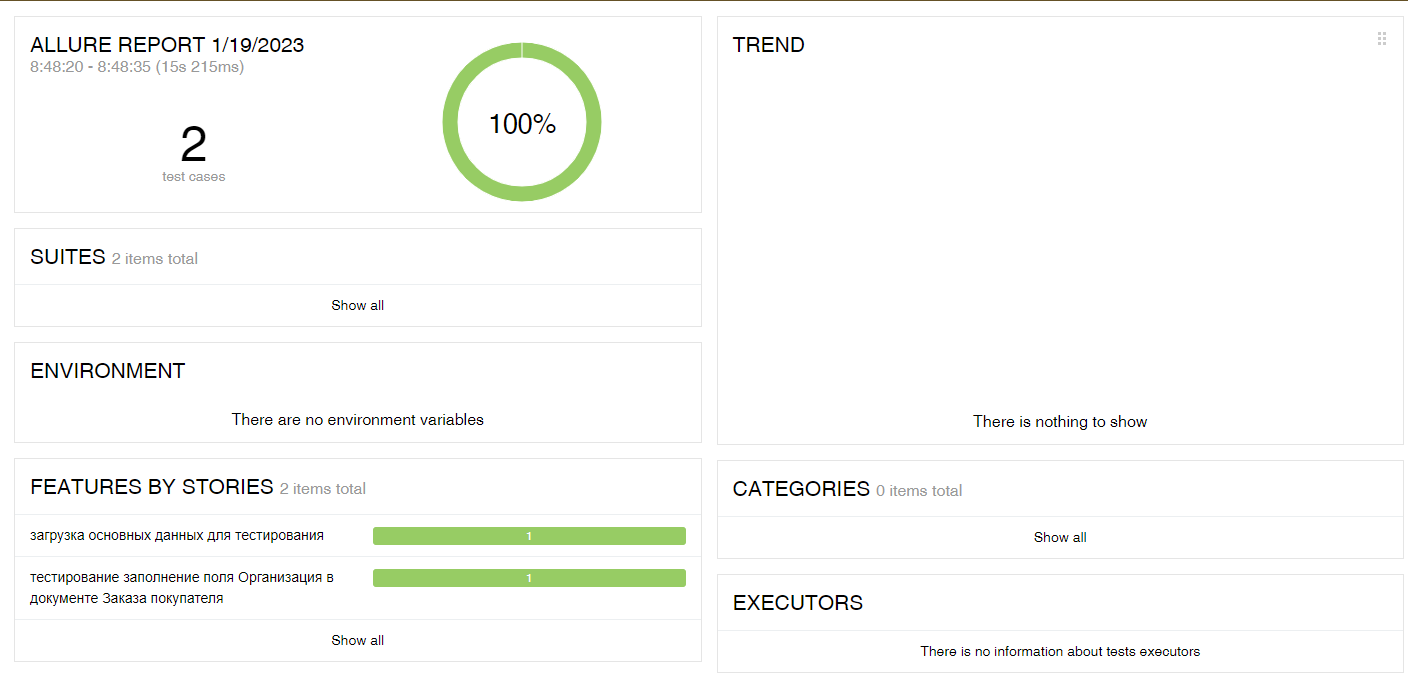 ALLURE REPORT 1/19/2023
8:48:20 - 8:48:35 (15s 215ms)
2
test cases
100%
SUITES 2 items total
Show all
ENVIRONMENT
There are no environment variables
FEATURES BY STORIES 2 items total
загрузка основных данных для тестирования
1
тестирование заполнение поля Организация в
документе Заказа покупателя
1
Show all
TREND
There is nothing to show
CATEGORIES 0 items total
Show all
EXECUTORS
There is no information about tests executors